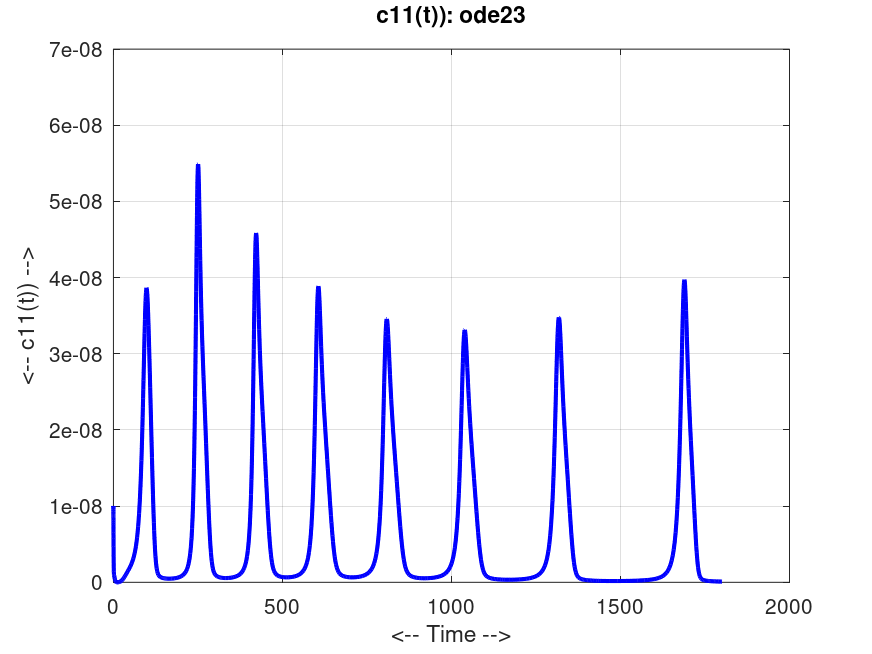 c11(t)): ode23
7e-08
6e-08
5e-08
4e-08
3e-08
2e-08
1e-08
0
<-- c11(t)) -->
0 500 1000 1500 2000
<-- Time -->